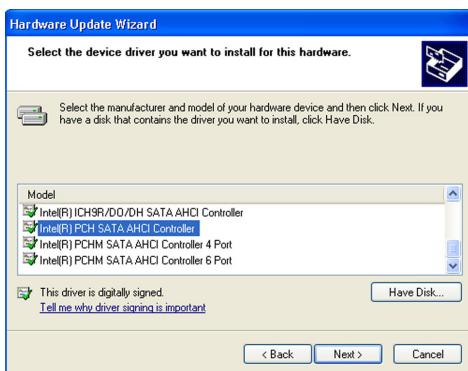 Hardware Update Wizard
Select the device driver you want to install for this hardware.
Select the manufacturer and model of your hardware device and then click Next. If you
have a disk that contains the driver you want to install, click Have Disk.
Model
Intel(R) ICH9R/DO/DH SATA AHCI Controller
Intel(R) PCH SATA AHCI Controller
Intel(R) PCHM SATA AHCI Controller 4 Port
Intel(R) PCHM SATA AHCI Controller 6 Port
This driver is digitally signed.
Have Disk...
Tell me why driver signing is important
< Back
Next >
Cancel